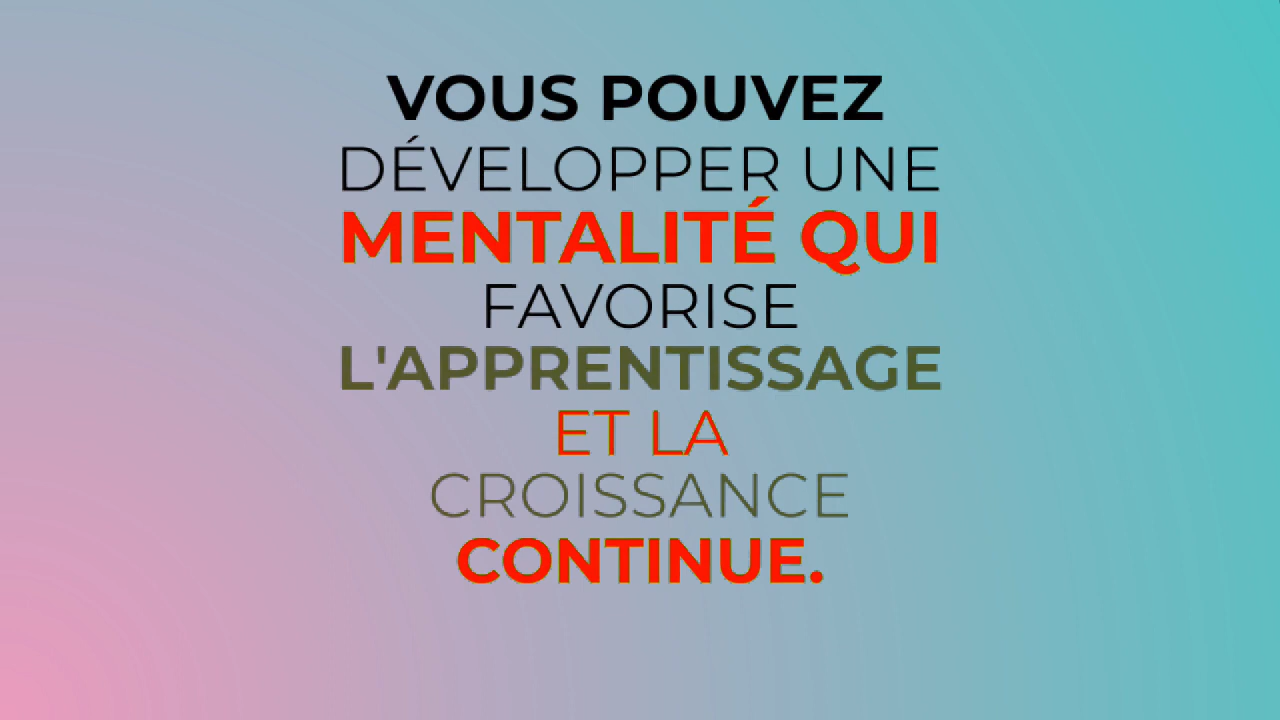 VOUS POUVEZ
DÉVELOPPER UNE
MENTALITÉ QUI
FAVORISE
L'APPRENTISSAGE
ET LA
CROISSANCE
CONTINUE.